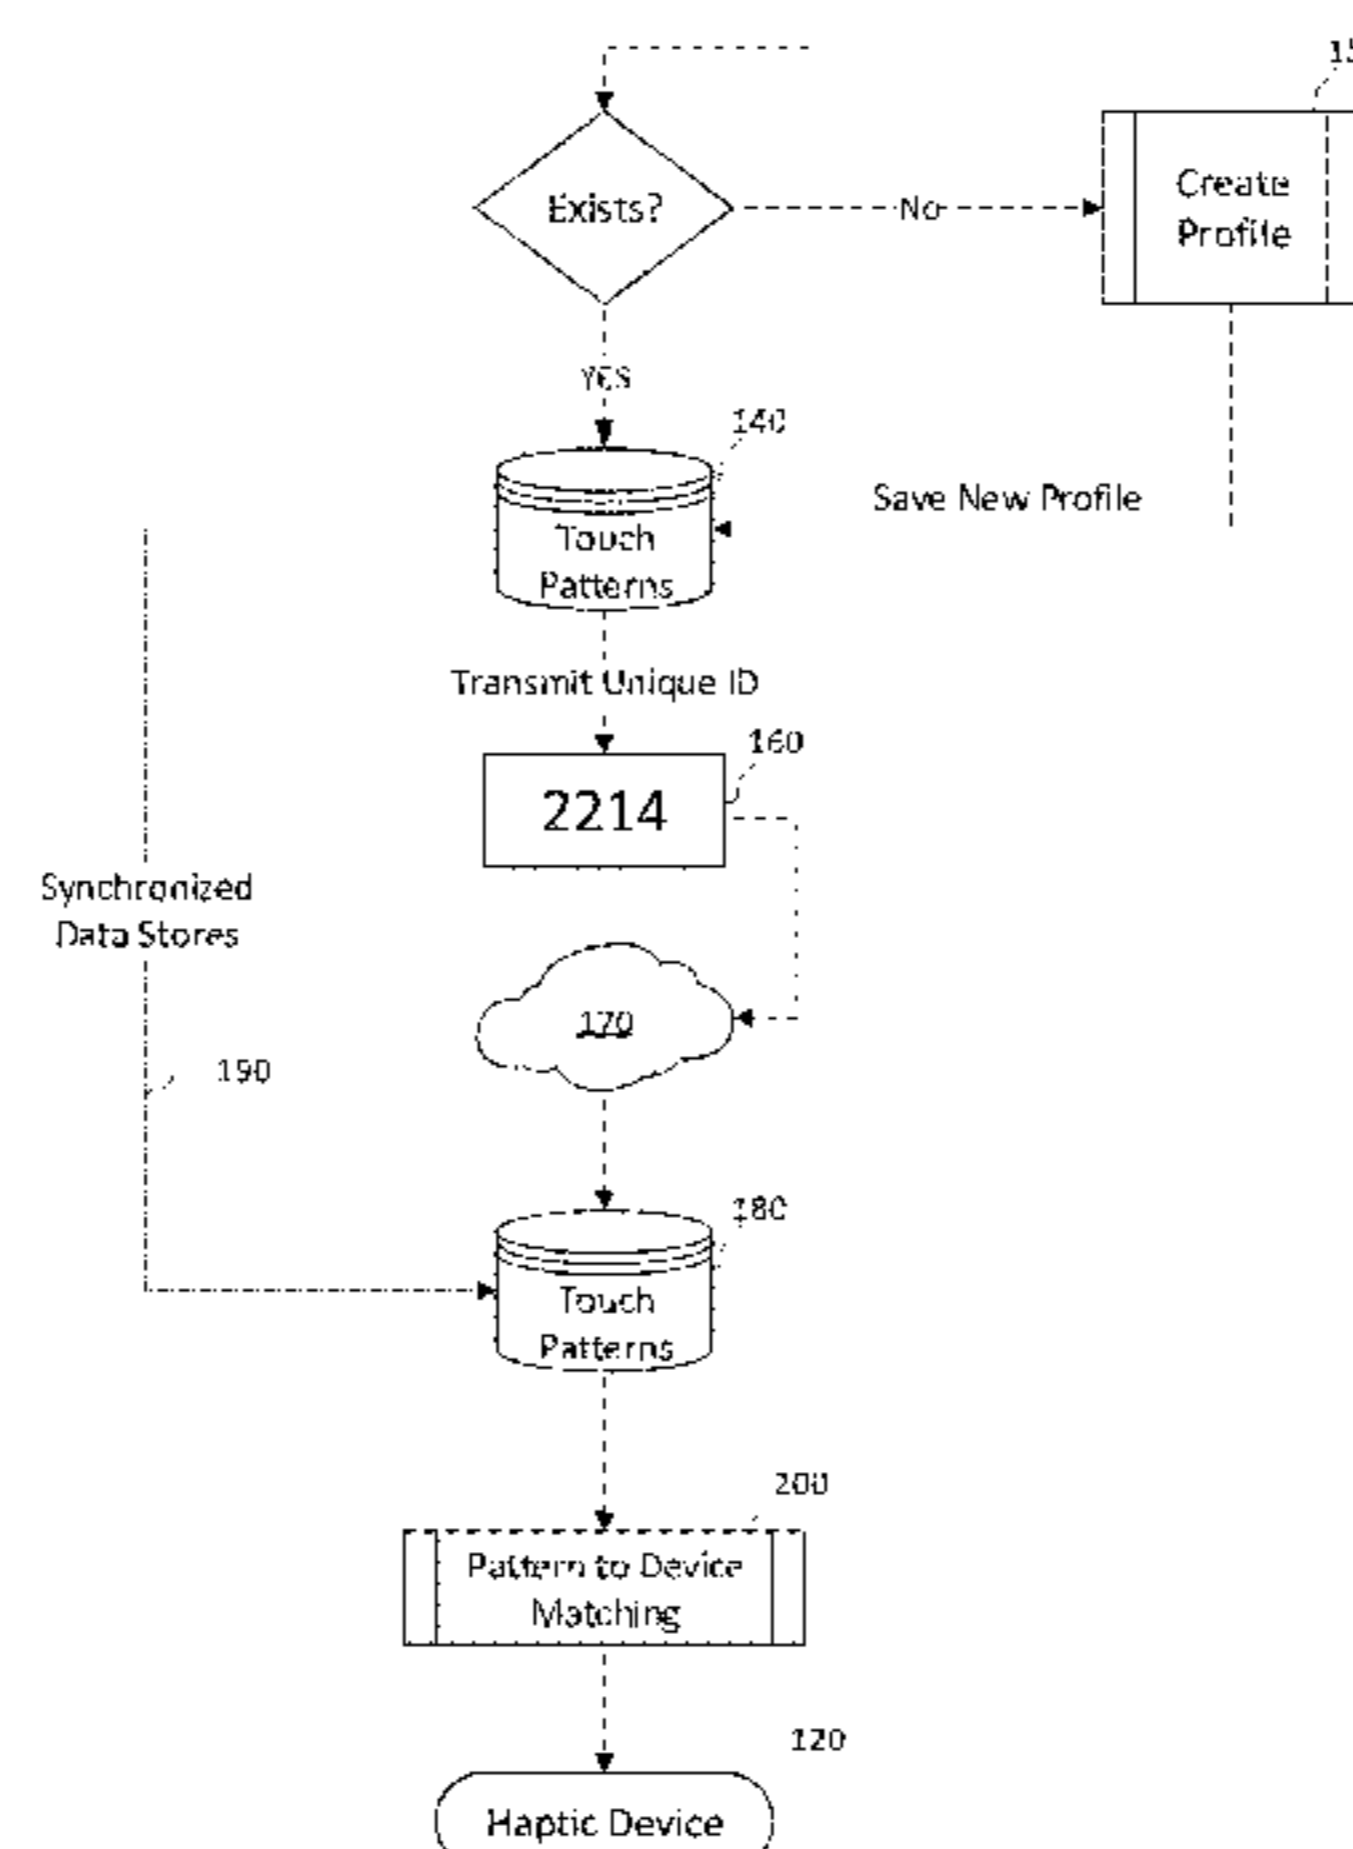 Exists?
No
Create
Profile
YES
140
Save New Profile
Touch
Patterns
Transmit Unique ID
160
2214
Synchronized
Data Stores
170
190
180
Touch
Patterns
200
Pattern to Device
Matching
120
Haptic Device